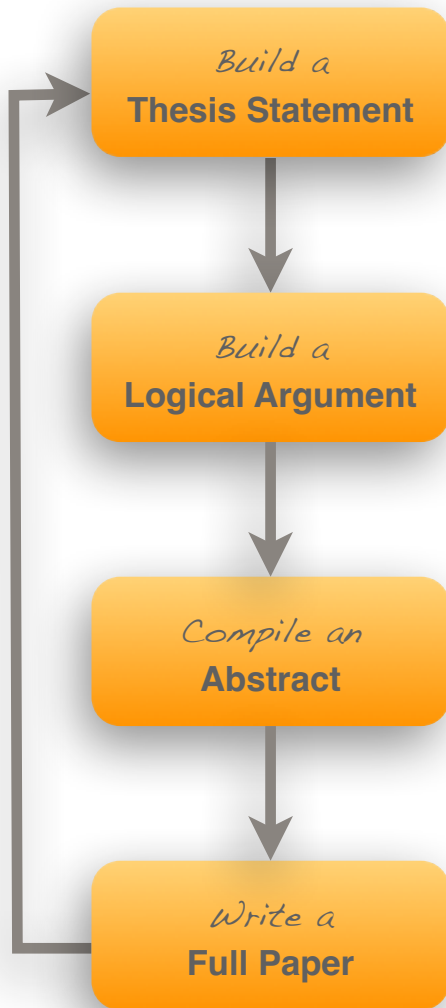 Build a
Thesis Statement
Build a
Logical Argument
Compile an
Abstract
Write a
Full Paper